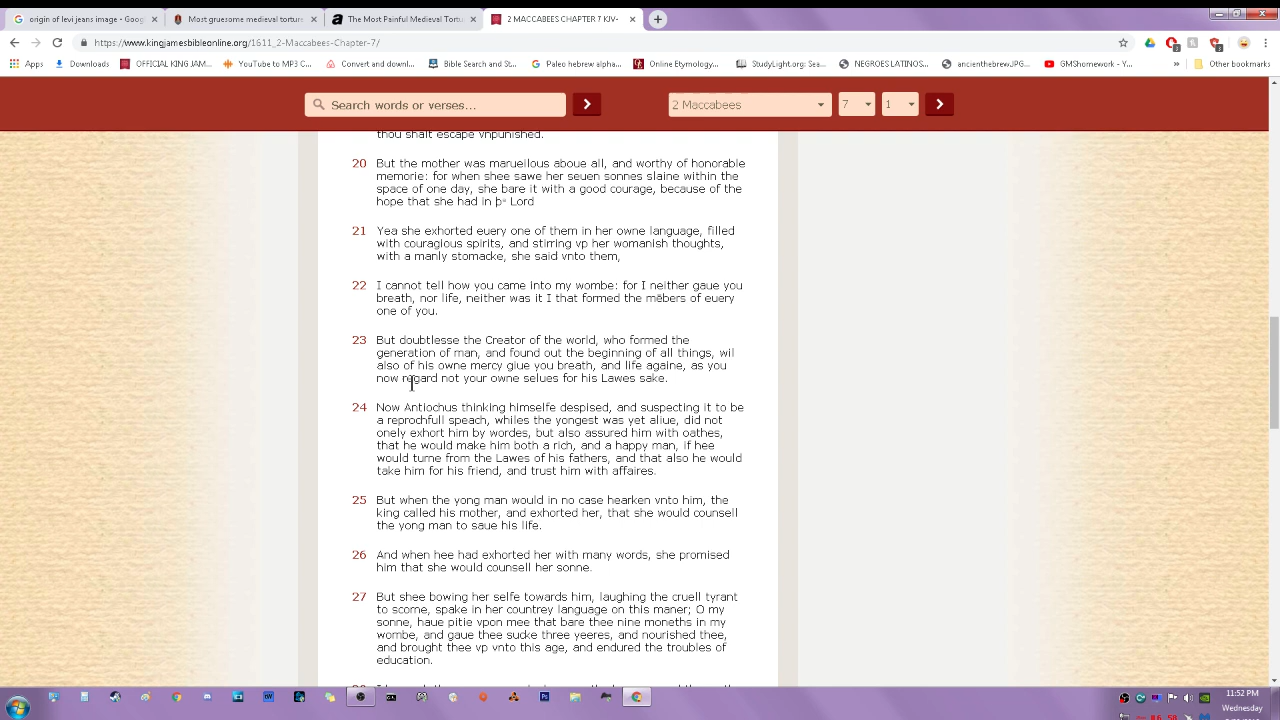 origin of levi jeans image - Goog
Most gruesome medieval torture
The Most Painful Medieval Tortu
2 MACCABEES CHAPTER 7 KJV-
https://www.kingjamesbibleonline.org/1611_2-Maccabees-Chapter-7/
Apps
Downloads
OFFICIAL KING JAM...
YouTube to MP3 C...
Convert and downl...
Bible Search and S...
Paleo hebrew alpha...
Online Etymology...
StudyLight.org: Sea...
NEGROES LATINOS...
ancienthebrewJPG...
GMShomework - Y...
Other bookmarks
Search words or verses...
2 Maccabees
7
1
thou shalt escape vnpunished.
20 But the mother was maruellous aboue all, and worthy of honorable
memorie: for when shee sawe her seuen sonnes slaine within the
space of one day, she bare it with a good courage, because of the
hope that she had in þe Lord
21 Yea she exhorted euery one of them in her owne language, filled
with couragious spirits, and stirring vp her womanish thoughts,
with a manly stomacke, she said vnto them,
22 I cannot tell how you came into my wombe: for I neither gaue you
breath, nor life, neither was it I that formed the mēbers of euery
one of you.
23 But doubtlesse the Creator of the world, who formed the
generation of man, and found out the beginning of all things, wil
also of his owne mercy giue you breath, and life againe, as you
now regard not your owne selues for his Lawes sake.
24 Now Antiochus thinking himselfe despised, and suspecting it to be
a reprochfull speach, whiles the yongest was yet aliue, did not
onely exhort him by wordes, but also assured him with oathes,
that he would make him both a rich, and a happy man, if hee
would turne from the Lawes of his fathers, and that also he would
take him for his friend, and trust him with affaires.
25 But when the yong man would in no case hearken vnto him, the
king called his mother, and exhorted her, that she would counsell
the yong man to saue his life.
26 And when hee had exhorted her with many words, she promised
him that she would counsell her sonne.
27 But shee bowing her selfe towards him, laughing the cruell tyrant
to scorne, spake in her countrey language on this maner; O my
sonne, haue pitie vpon mee that bare thee nine moneths in my
wombe, and gaue thee sucke three yeeres, and nourished thee,
and brought thee vp vnto this age, and endured the troubles of
education.
11:52 PM
Wednesday